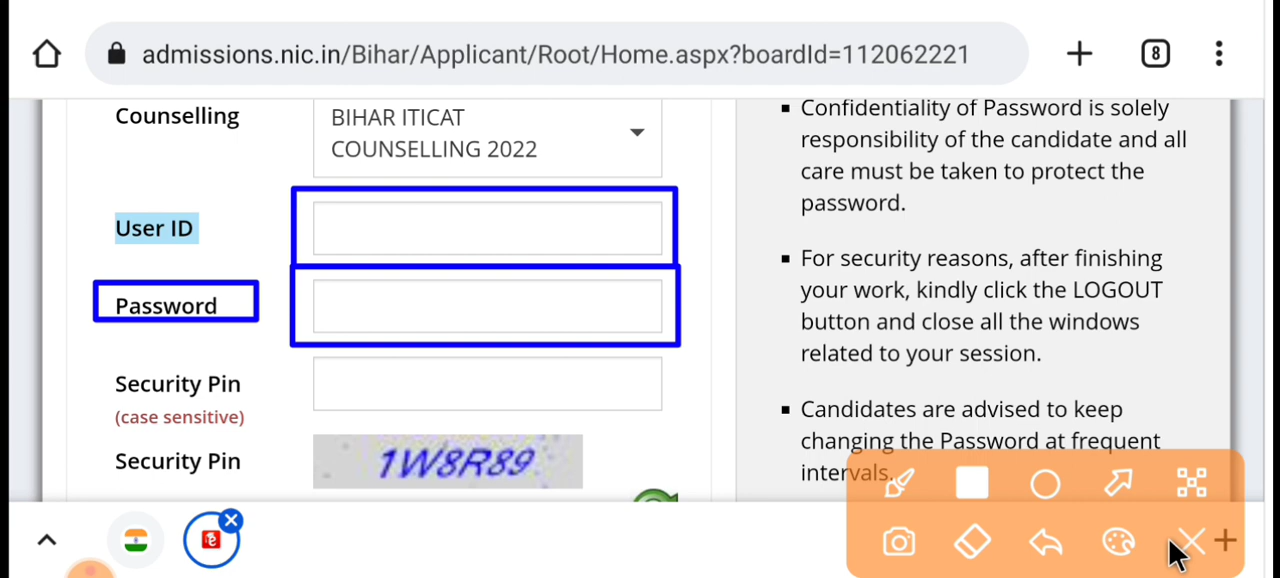 admissions.nic.in/Bihar/Applicant/Root/Home.aspx?boardId=112062221
8
Counselling
BIHAR ITICAT
COUNSELLING 2022
User ID
Password
Security Pin
(case sensitive)
Security Pin
1W8R89
Confidentiality of Password is solely
responsibility of the candidate and all
care must be taken to protect the
password.
For security reasons, after finishing
your work, kindly click the LOGOUT
button and close all the windows
related to your session.
Candidates are advised to keep
changing the Password at frequent
intervals.